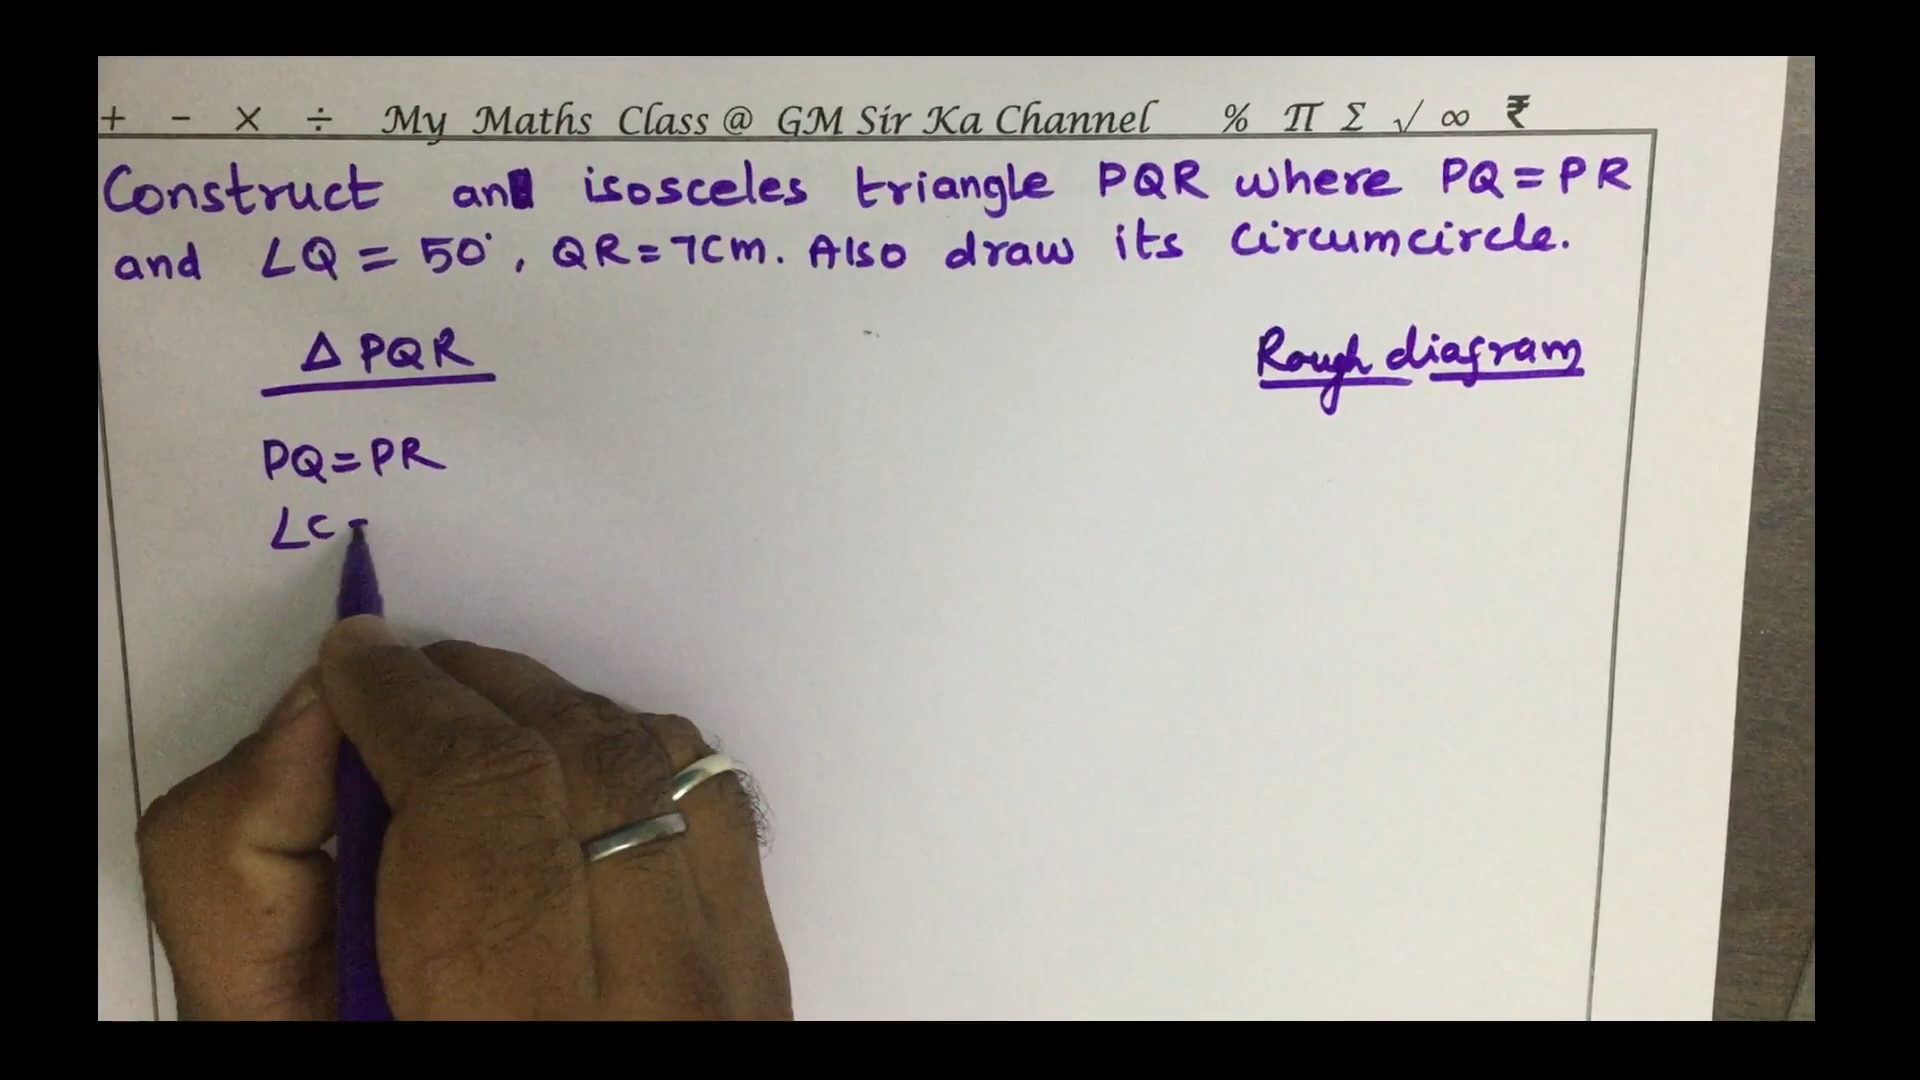 + - × ÷ My Maths Class @ GM Sir Ka Channel % Π Σ √ ∞ ₹
Construct an isosceles triangle PQR where PQ = PR
and ∠Q = 50°, QR = 7cm. Also draw its circumcircle.
Δ PQR
Rough diagram
PQ = PR
∠C =